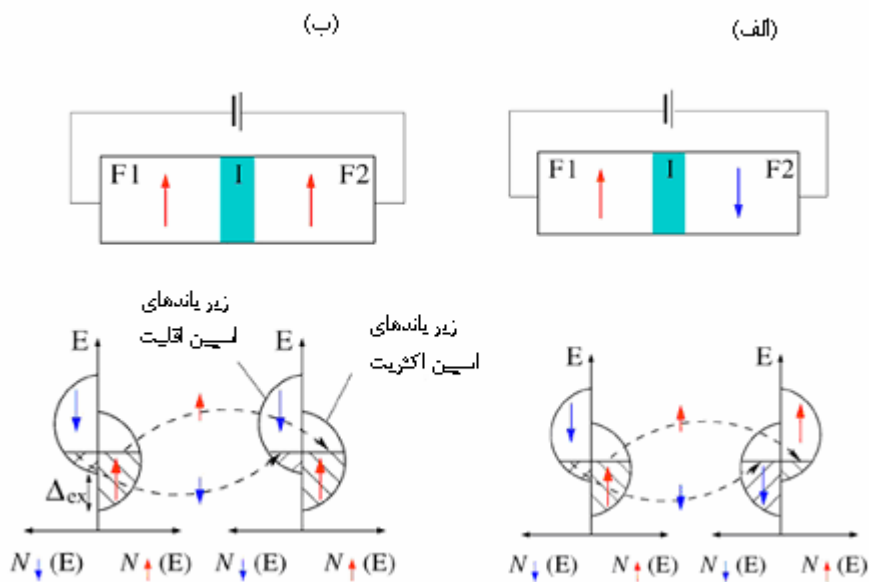 (ب)
(الف)
F1 I F2
F1 I F2
زیر باندهای
اسپین اقلیت
زیر باندهای
اسپین اکثریت
E
E
E
E
Δex
N↓(E) N↑(E) N↓(E) N↑(E)
N↓(E) N↑(E) N↓(E) N↑(E)